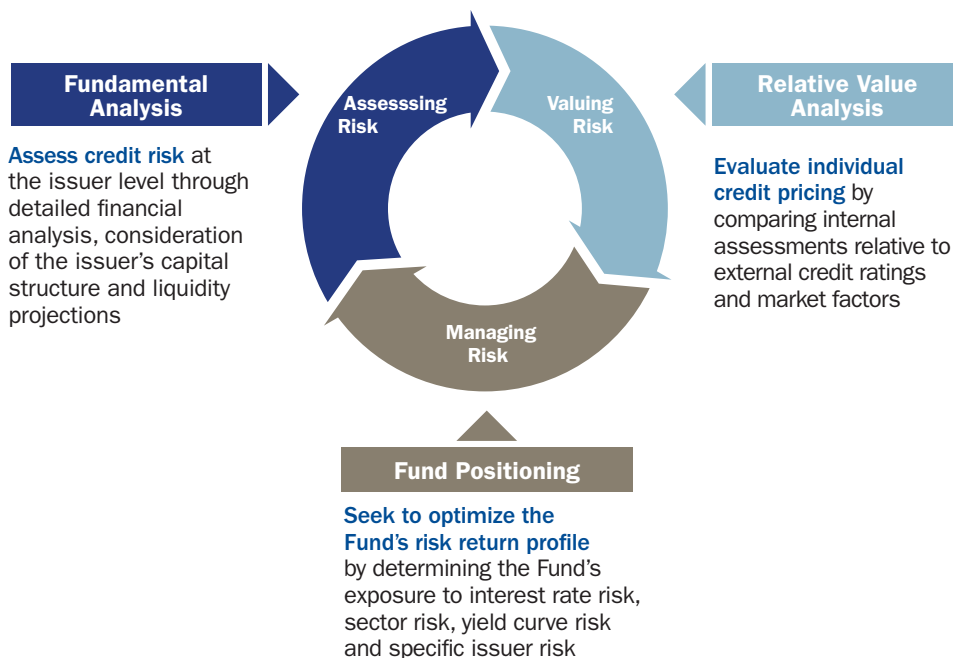 Fundamental
Analysis
Assess credit risk at
the issuer level through
detailed financial
analysis, consideration
of the issuer's capital
structure and liquidity
projections
Assesssing
Risk
Valuing
Risk
Managing
Risk
Relative Value
Analysis
Evaluate individual
credit pricing by
comparing internal
assessments relative to
external credit ratings
and market factors
Fund Positioning
Seek to optimize the
Fund's risk return profile
by determining the Fund's
exposure to interest rate risk,
sector risk, yield curve risk
and specific issuer risk